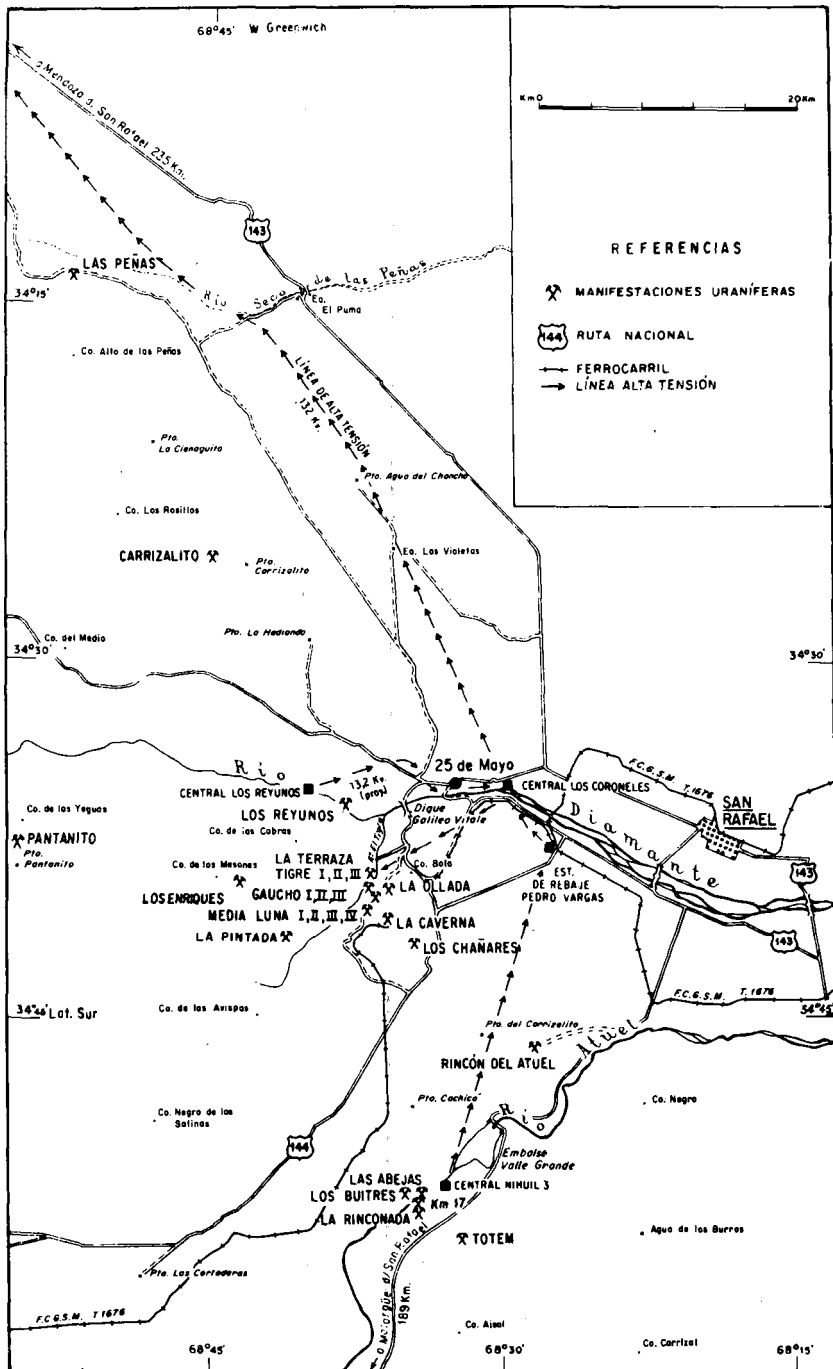 68°45' W Greenwich
a Mendoza d. San Rafael 235 Km.
Km 0
20 Km
143
REFERENCIAS
MANIFESTACIONES URANÍFERAS
144
RUTA NACIONAL
FERROCARRIL
LÍNEA ALTA TENSIÓN
LAS PEÑAS
Río Seco de las Peñas
34°15'
Ea.
El Puma
Co. Alto de las Peñas
LÍNEA DE ALTA TENSIÓN
132 Kv.
Pto.
La Cienaguita
Pto. Agua del Chancho
Co. Los Rosillos
CARRIZALITO
Pto.
Carrizalito
Ea. Las Violetas
Pto. La Hedionda
Co. del Medio
34°30
34°30'
Río
25 de Mayo
CENTRAL LOS REYUNOS
132 Kv.
(proy.)
CENTRAL LOS CORONELES
F.C.G.S.M. T.1676
LOS REYUNOS
Dique
Galileo Vitale
Diamante
SAN
RAFAEL
Co. de las Yeguas
Co. de las Cabras
PANTANITO
Pto.
Pantanito
LA TERRAZA
Co. Bola
Co. de los Mesones
TIGRE I, II, III
EST.
DE REBAJE
PEDRO VARGAS
143
LOS ENRIQUES
GAUCHO I, II, III
LA OLLADA
MEDIA LUNA I, II, III, IV
LA CAVERNA
LA PINTADA
LOS CHAÑARES
143
F.C.G.S.M. T.1676
Co. de las Avispas
Lat. Sur
34°45'
Pto. del Carrizalito
RINCÓN DEL ATUEL
Río Atuel
Pto. Cachica
Co. Negro
Co. Negro de las
Salinas
144
Embalse
Valle Grande
LAS ABEJAS
CENTRAL NIHUIL 3
LOS BUITRES
Km 17
LA RINCONADA
TOTEM
Agua de los Burros
Pto. Las Cortaderas
a Malargüe d/San Rafael
189 Km.
F.C.G.S.M. T 1676
Co. Aisol
Co. Carrizal
68°45'
68°30'
68°15'